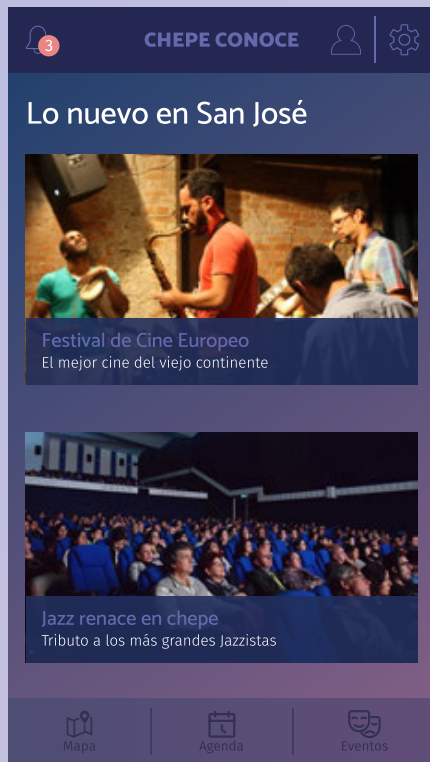 3
CHEPE CONOCE
Lo nuevo en San José
Festival de Cine Europeo
El mejor cine del viejo continente
Jazz renace en chepe
Tributo a los más grandes Jazzistas
Mapa
Agenda
Eventos